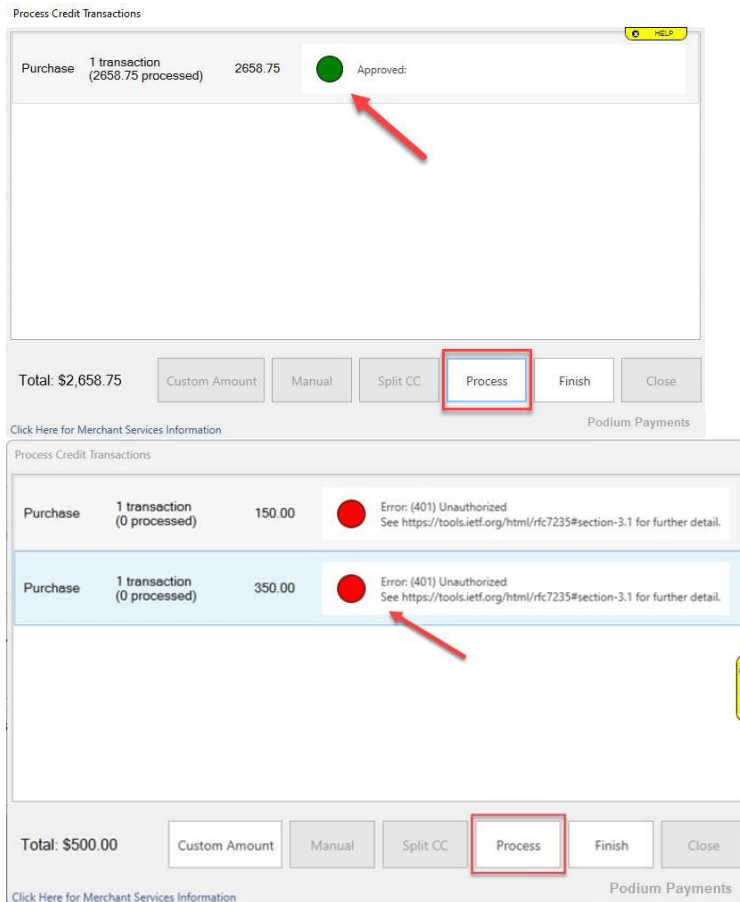 Process Credit Transactions
HELP
Purchase 1 transaction 2658.75 Approved:
(2658.75 processed)
Total: $2,658.75 Custom Amount Manual Split CC Process Finish Close
Click Here for Merchant Services Information Podium Payments
Process Credit Transactions
Purchase 1 transaction 150.00 Error: (401) Unauthorized
(0 processed) See https://tools.ietf.org/html/rfc7235#section-3.1 for further detail.
Purchase 1 transaction 350.00 Error: (401) Unauthorized
(0 processed) See https://tools.ietf.org/html/rfc7235#section-3.1 for further detail.
Total: $500.00 Custom Amount Manual Split CC Process Finish Close
Click Here for Merchant Services Information Podium Payments